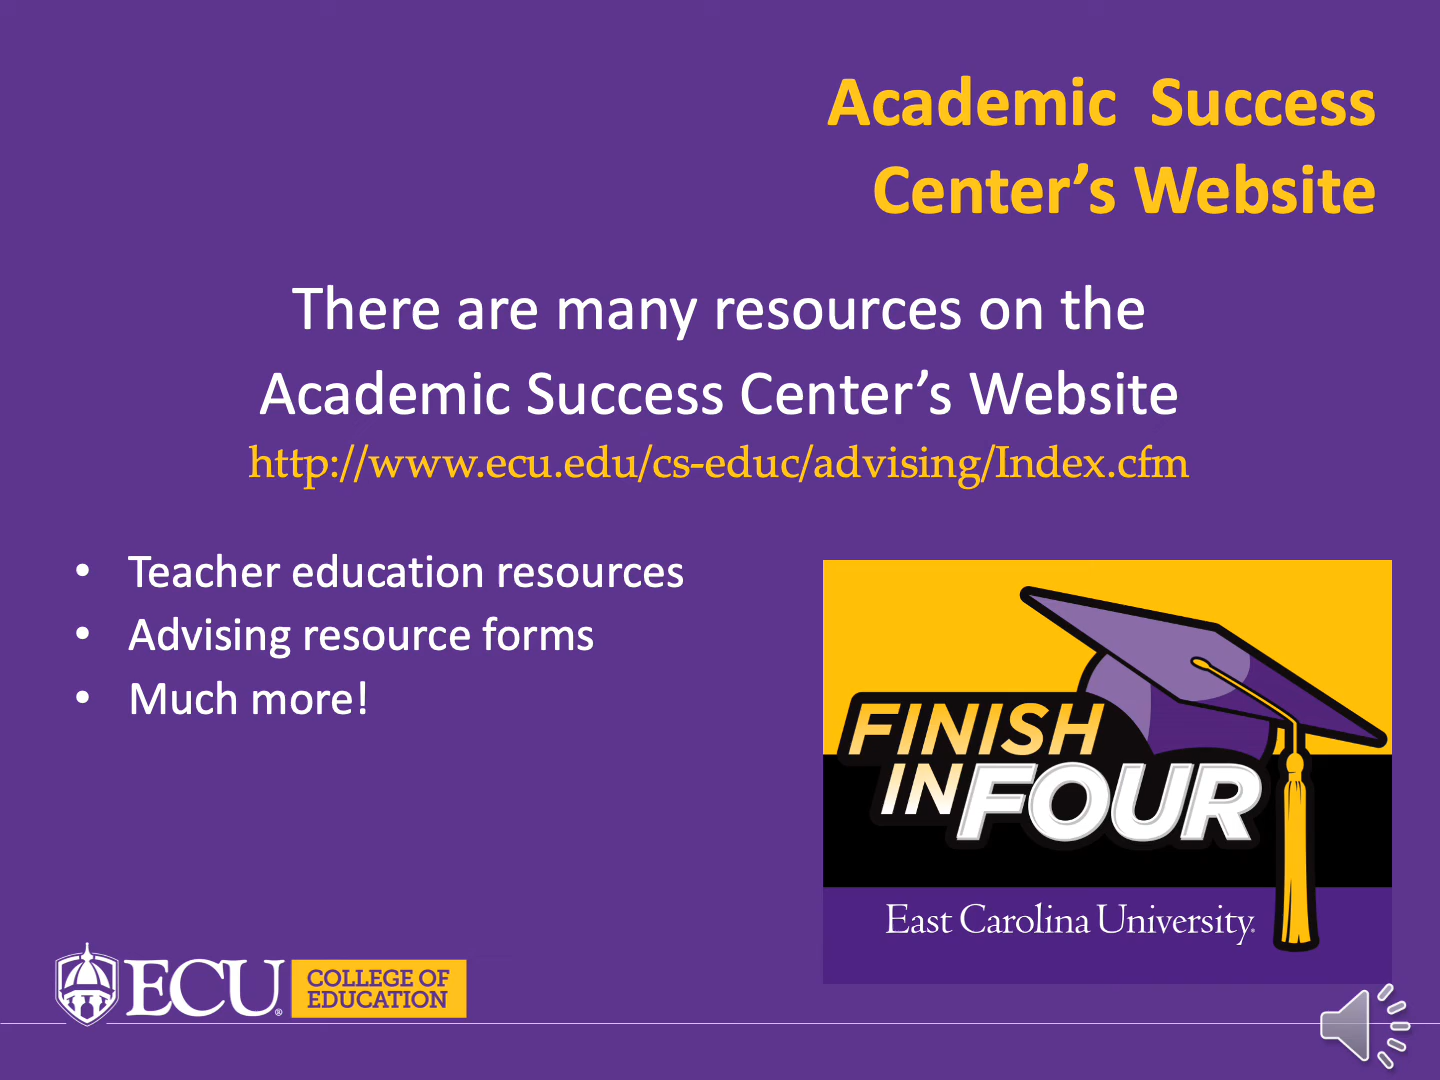 Academic  Success
Center’s Website
There are many resources on the
Academic Success Center’s Website
http://www.ecu.edu/cs-educ/advising/Index.cfm
• Teacher education resources
• Advising resource forms
• Much more!
FINISH
IN FOUR
East Carolina University®
ECU®
COLLEGE OF
EDUCATION